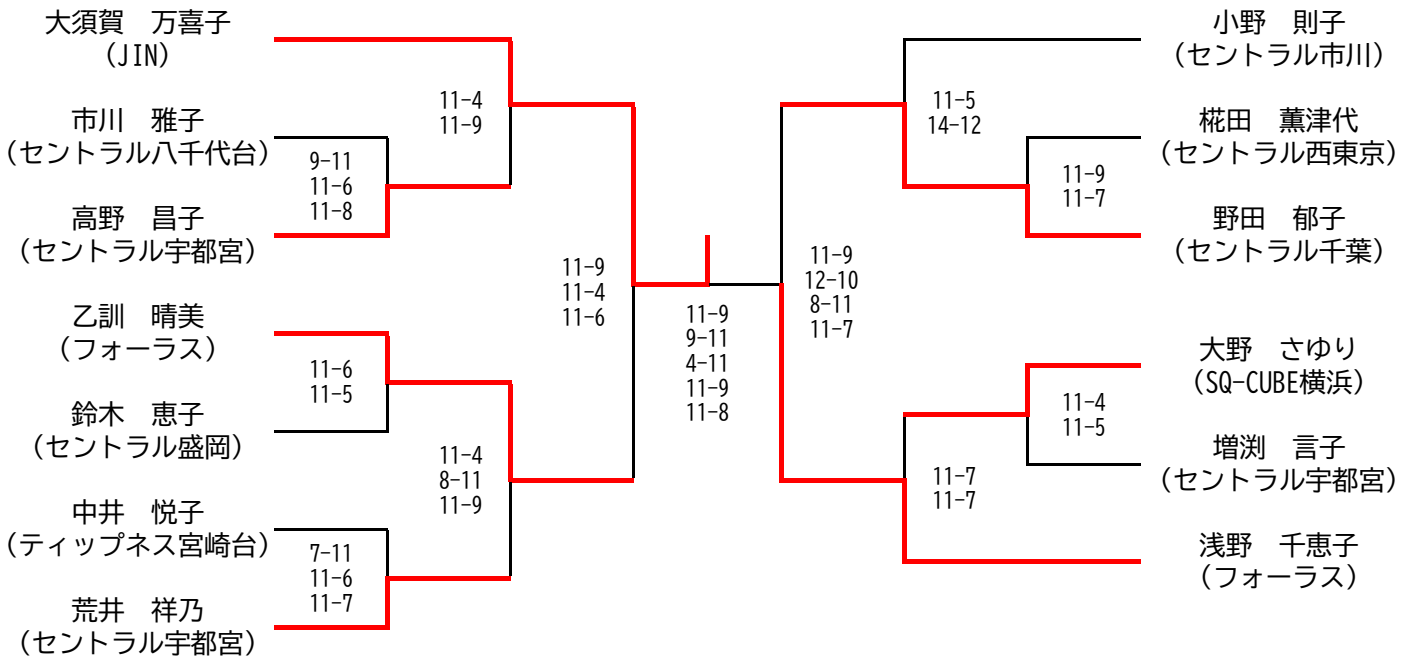 大須賀　万喜子
(JIN)
市川　雅子
(セントラル八千代台)
高野　昌子
(セントラル宇都宮)
乙訓　晴美
(フォーラス)
鈴木　恵子
(セントラル盛岡)
中井　悦子
(ティップネス宮崎台)
荒井　祥乃
(セントラル宇都宮)
9-11
11-6
11-8
11-6
11-5
7-11
11-6
11-7
11-4
11-9
11-4
8-11
11-9
11-9
11-4
11-6
11-9
9-11
4-11
11-9
11-8
11-9
12-10
8-11
11-7
11-5
14-12
11-7
11-7
11-9
11-7
11-4
11-5
小野　則子
(セントラル市川)
椛田　薫津代
(セントラル西東京)
野田　郁子
(セントラル千葉)
大野　さゆり
(SQ-CUBE横浜)
増渕　言子
(セントラル宇都宮)
浅野　千恵子
(フォーラス)